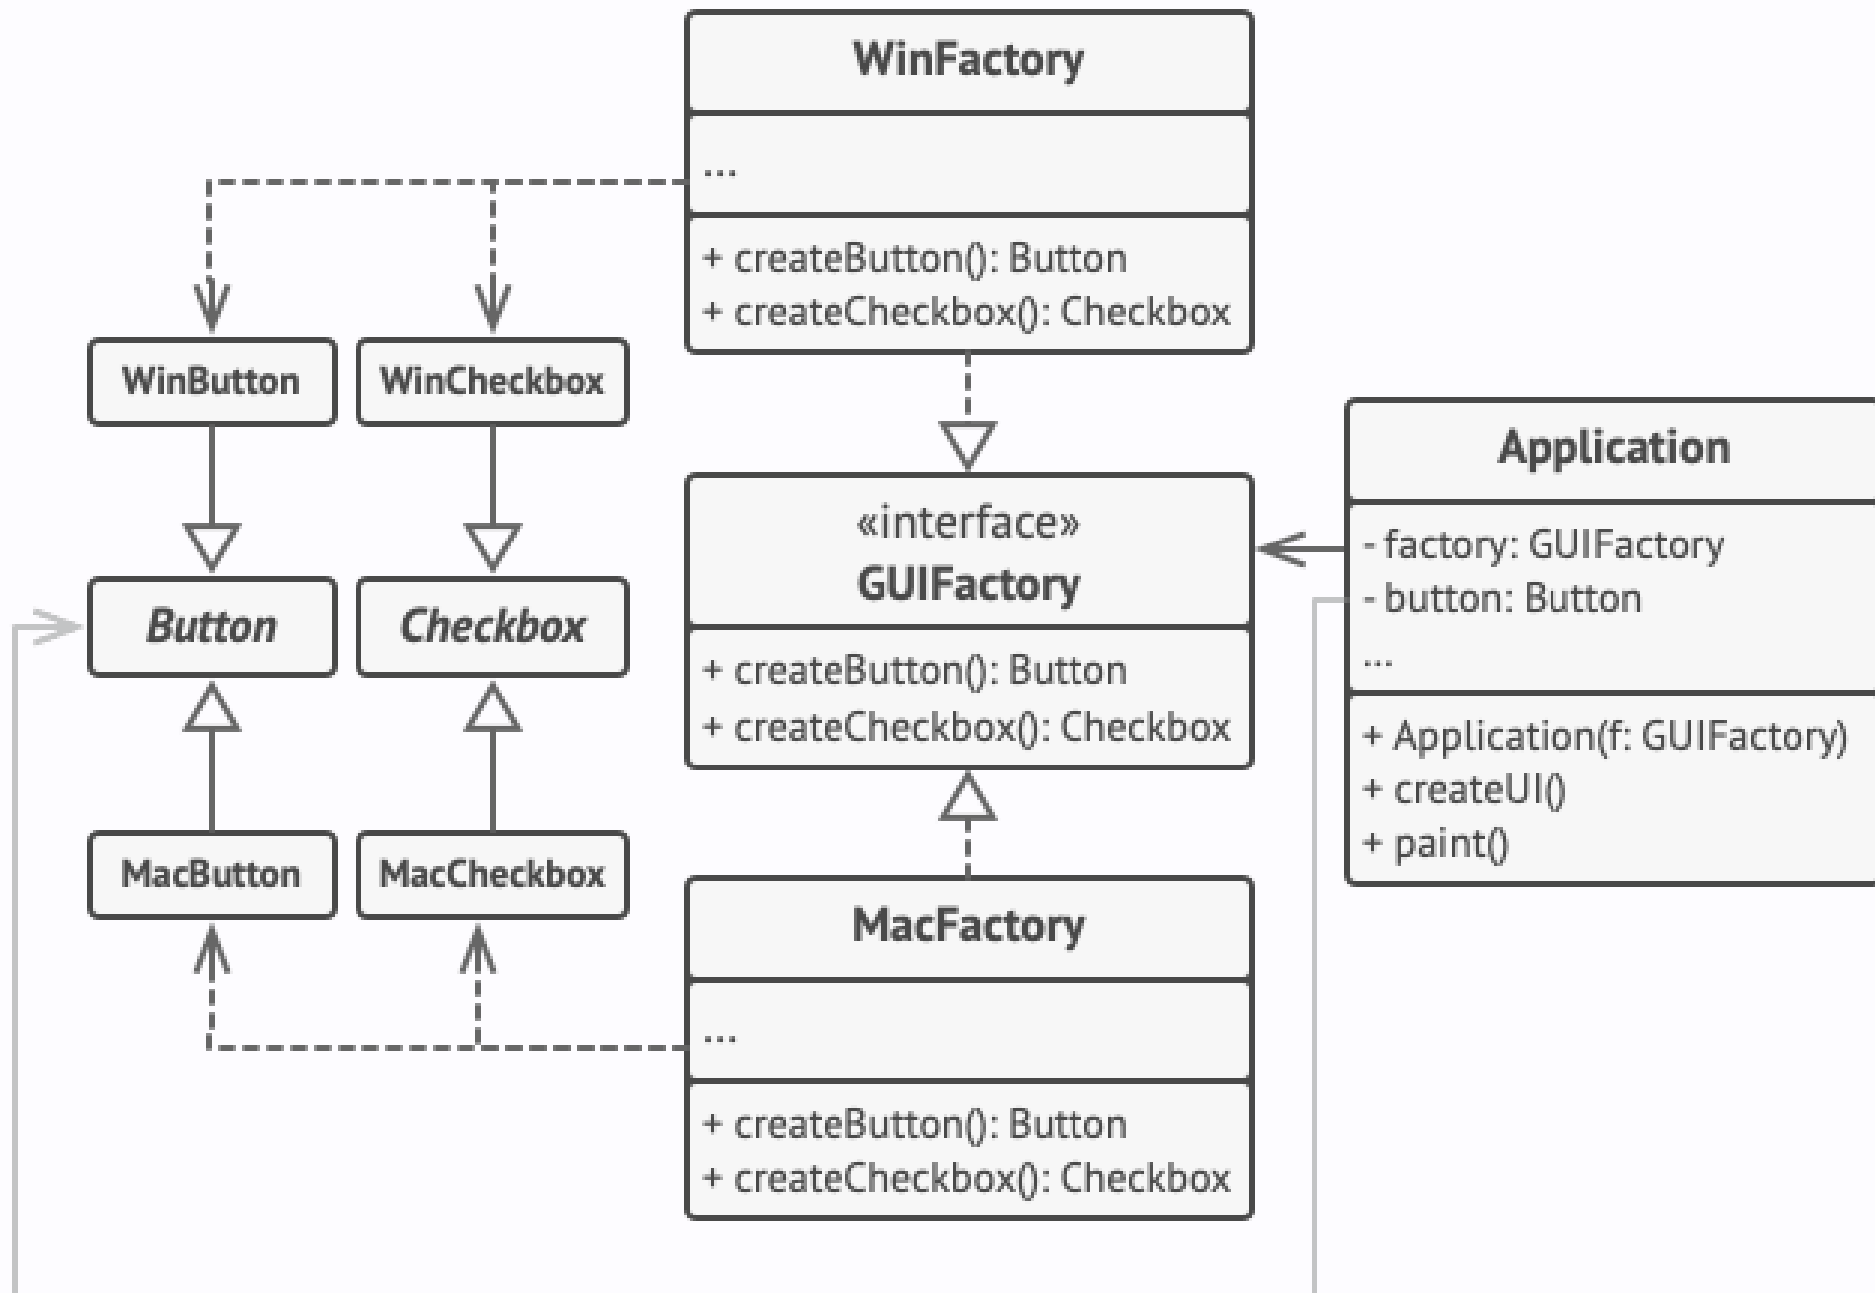 WinFactory
...
+ createButton(): Button
+ createCheckbox(): Checkbox
WinButton
WinCheckbox
Button
Checkbox
MacButton
MacCheckbox
«interface»
GUIFactory
+ createButton(): Button
+ createCheckbox(): Checkbox
MacFactory
...
+ createButton(): Button
+ createCheckbox(): Checkbox
Application
- factory: GUIFactory
- button: Button
...
+ Application(f: GUIFactory)
+ createUI()
+ paint()